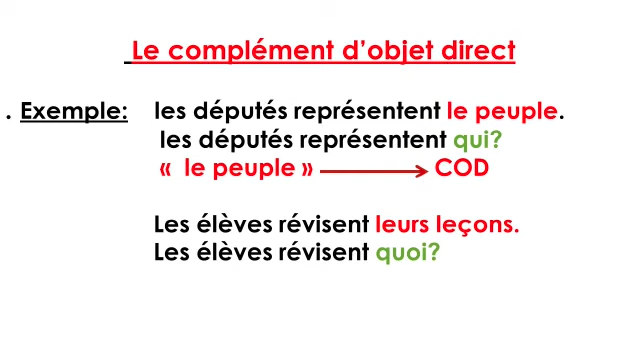 Le complément d’objet direct
. Exemple: les députés représentent le peuple.
les députés représentent qui?
« le peuple » COD
Les élèves révisent leurs leçons.
Les élèves révisent quoi?